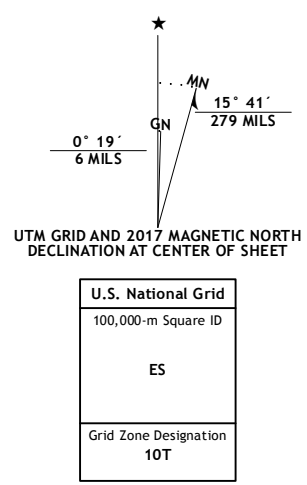 ★
MN
GN
15° 41´
279 MILS
0° 19´
6 MILS
UTM GRID AND 2017 MAGNETIC NORTH
DECLINATION AT CENTER OF SHEET
U.S. National Grid
100,000-m Square ID
ES
Grid Zone Designation
10T